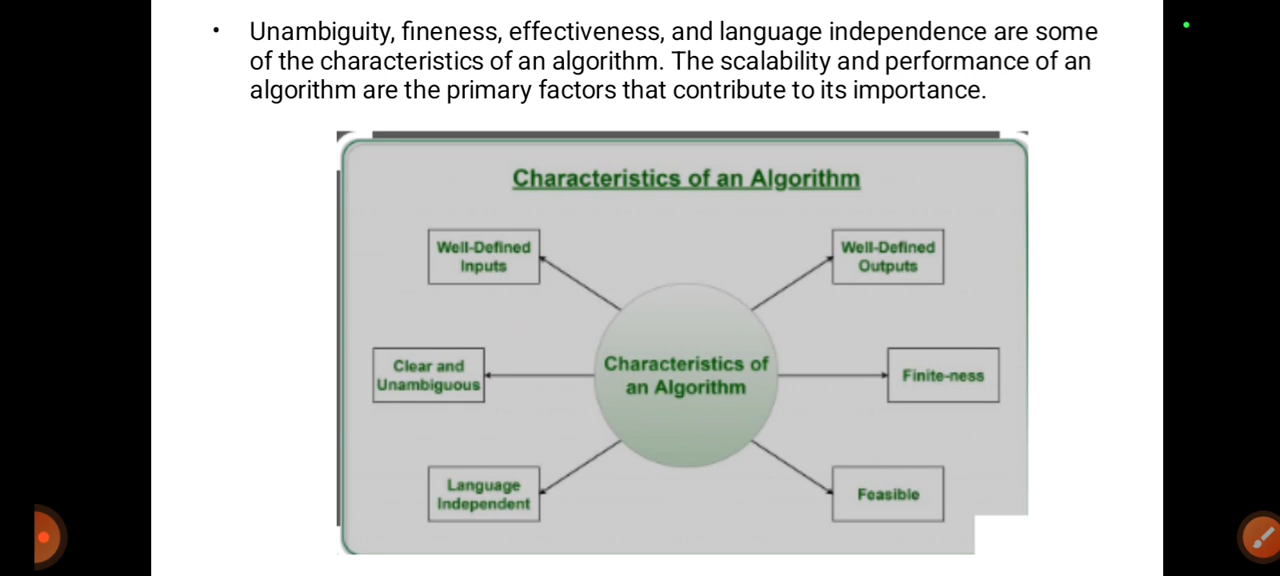 • Unambiguity, fineness, effectiveness, and language independence are some
of the characteristics of an algorithm. The scalability and performance of an
algorithm are the primary factors that contribute to its importance.
Characteristics of an Algorithm
Well-Defined
Inputs
Well-Defined
Outputs
Clear and
Unambiguous
Characteristics of
an Algorithm
Finite-ness
Language
Independent
Feasible